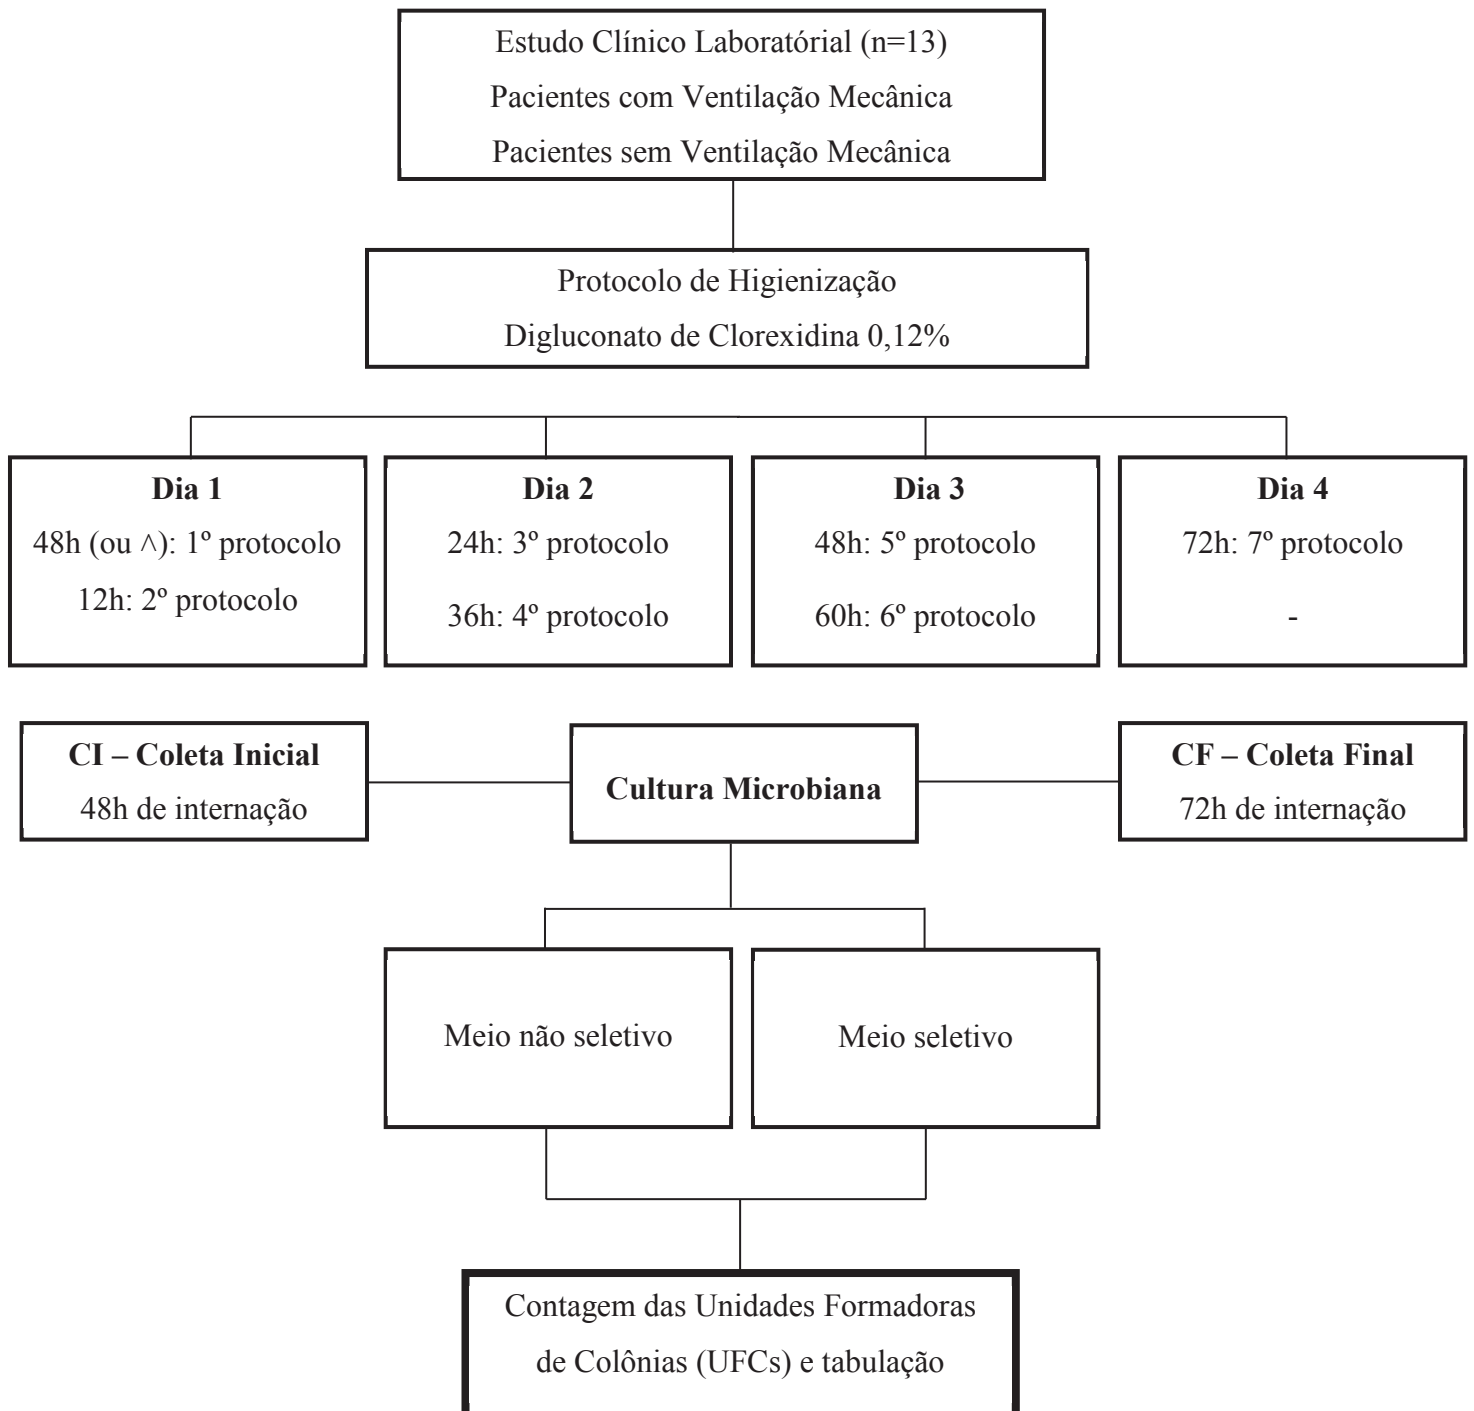 Estudo Clínico Laboratórial (n=13)
Pacientes com Ventilação Mecânica
Pacientes sem Ventilação Mecânica
Protocolo de Higienização
Digluconato de Clorexidina 0,12%
Dia 1
48h (ou ^): 1º protocolo
12h: 2º protocolo
Dia 2
24h: 3º protocolo
36h: 4º protocolo
Dia 3
48h: 5º protocolo
60h: 6º protocolo
Dia 4
72h: 7º protocolo
-
CI – Coleta Inicial
48h de internação
Cultura Microbiana
CF – Coleta Final
72h de internação
Meio não seletivo
Meio seletivo
Contagem das Unidades Formadoras
de Colônias (UFCs) e tabulação